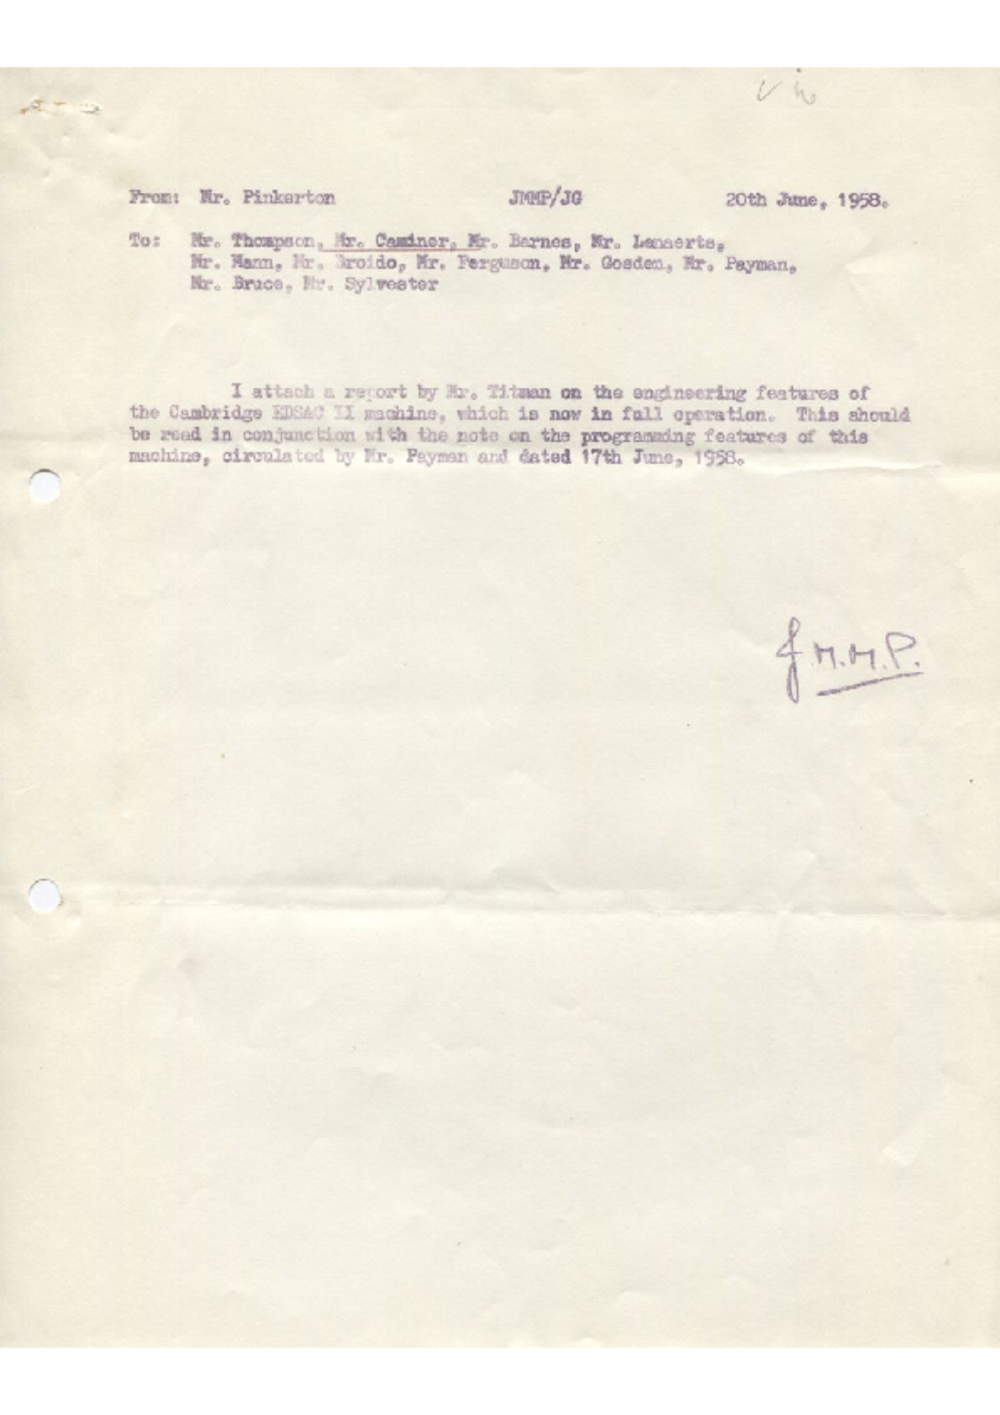 From: Mr. Pinkerton JMMP/JG 20th June, 1958.
To: Mr. Thompson, Mr. Caminer, Mr. Barnes, Mr. Lenaerts,
Mr. Mann, Mr. Broido, Mr. Ferguson, Mr. Gosden, Mr. Payman,
Mr. Bruce, Mr. Sylvester
I attach a report by Mr. Titman on the engineering features of
the Cambridge EDSAC II machine, which is now in full operation. This should
be read in conjunction with the note on the programming features of this
machine, circulated by Mr. Payman and dated 17th June, 1958.
J.M.M.P.